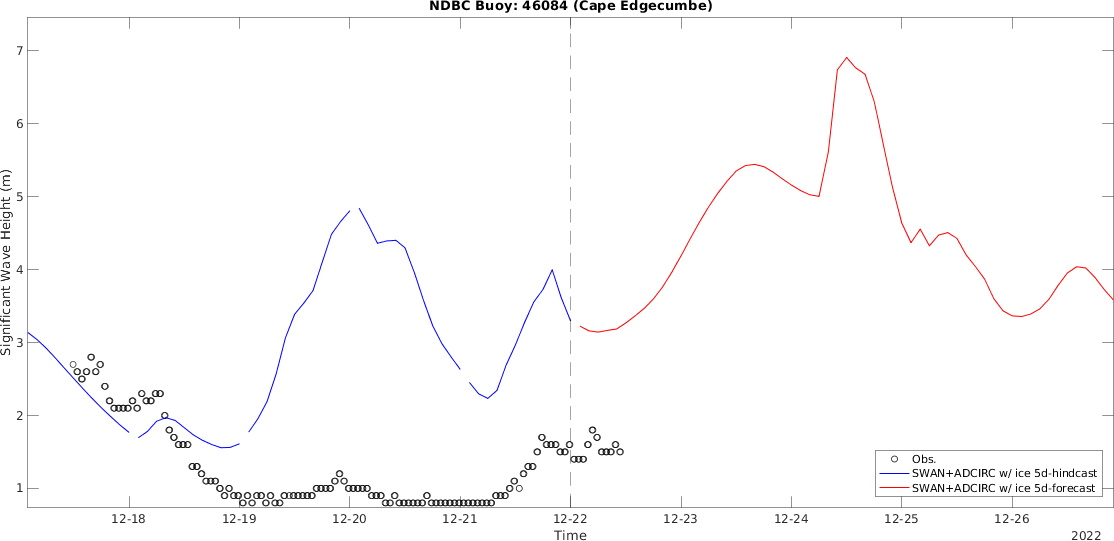 NDBC Buoy: 46084 (Cape Edgecumbe)
Significant Wave Height (m)
7
6
5
4
3
2
1
Obs.
SWAN+ADCIRC w/ ice 5d-hindcast
SWAN+ADCIRC w/ ice 5d-forecast
12-18 12-19 12-20 12-21 12-22 12-23 12-24 12-25 12-26
Time
2022